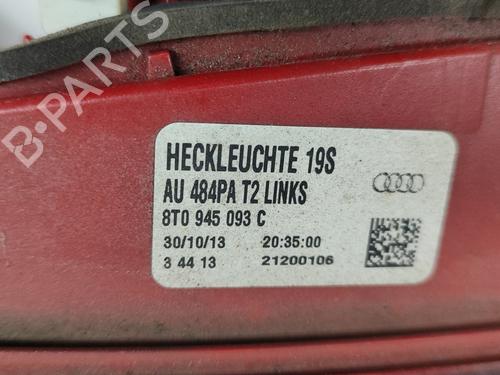 B-PARTS
HECKLEUCHTE 19S
AU 484PA T2 LINKS
8T0 945 093 C
30/10/13 20:35:00
3 44 13 21200106